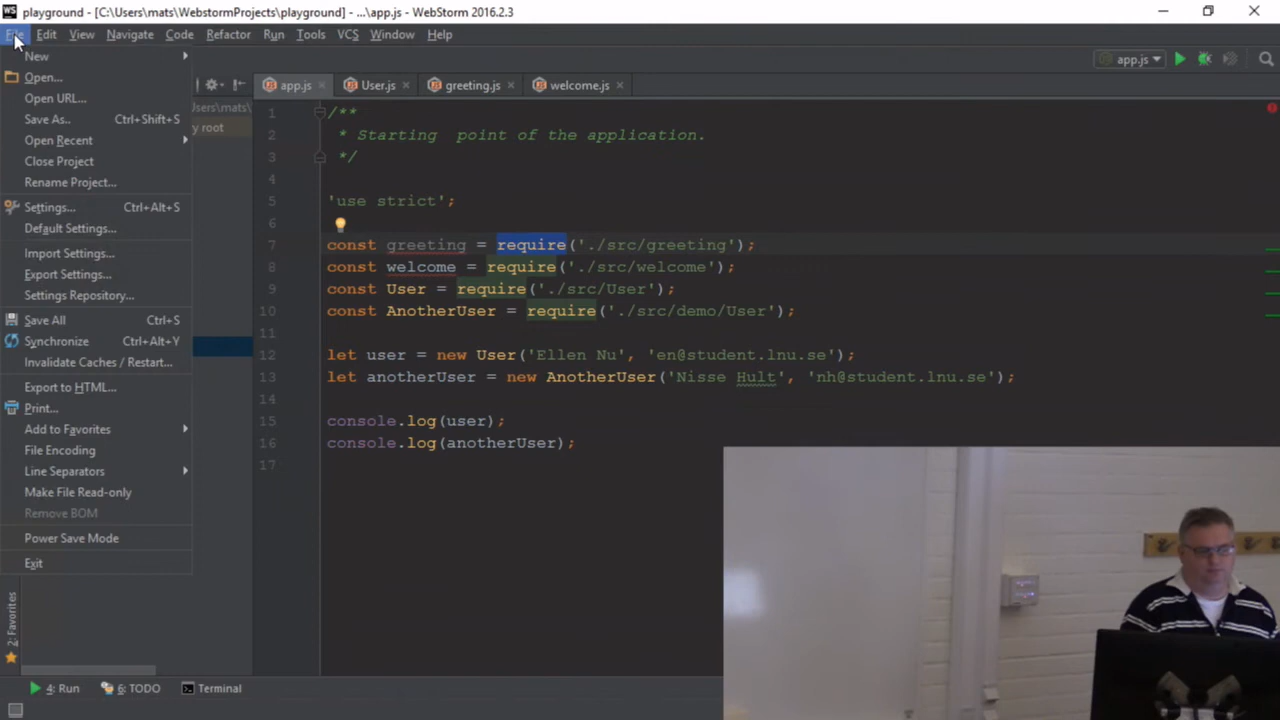 WS playground - [C:\Users\mats\WebstormProjects\playground] - ...\app.js - WebStorm 2016.2.3
File Edit View Navigate Code Refactor Run Tools VCS Window Help
app.js
New
Open...
Open URL...
Save As.. Ctrl+Shift+S
Open Recent
Close Project
Rename Project...
Settings... Ctrl+Alt+S
Default Settings...
Import Settings...
Export Settings...
Settings Repository...
Save All Ctrl+S
Synchronize Ctrl+Alt+Y
Invalidate Caches / Restart...
Export to HTML...
Print...
Add to Favorites
File Encoding
Line Separators
Make File Read-only
Remove BOM
Power Save Mode
Exit
sers\mats\
y root
app.js User.js greeting.js welcome.js
1 /**
2 * Starting point of the application.
3 */
4
5 'use strict';
6
7 const greeting = require('./src/greeting');
8 const welcome = require('./src/welcome');
9 const User = require('./src/User');
10 const AnotherUser = require('./src/demo/User');
11
12 let user = new User('Ellen Nu', 'en@student.lnu.se');
13 let anotherUser = new AnotherUser('Nisse Hult', 'nh@student.lnu.se');
14
15 console.log(user);
16 console.log(anotherUser);
17
2: Favorites
4: Run 6: TODO Terminal